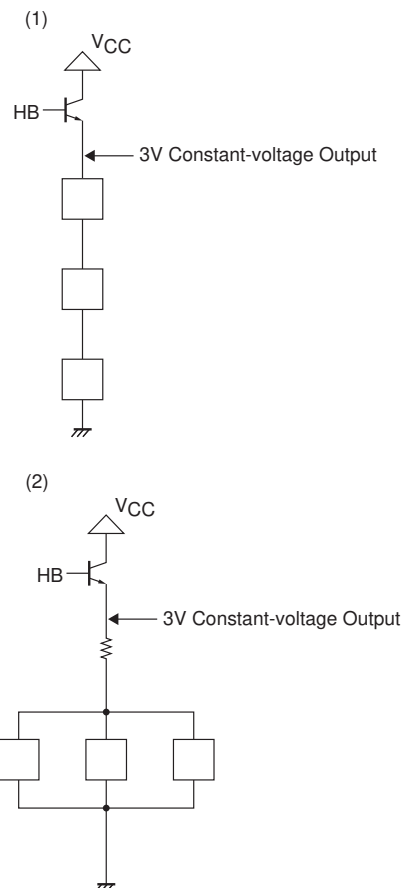 (1)
VCC
HB
3V Constant-voltage Output
(2)
VCC
HB
3V Constant-voltage Output